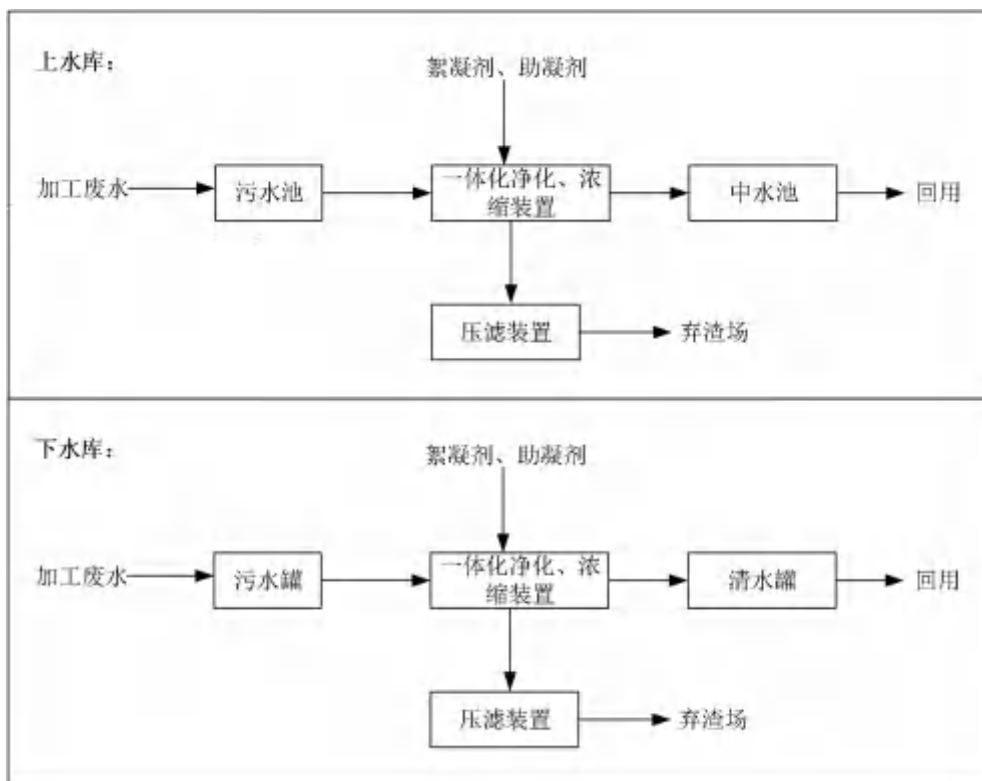 上水库：
絮凝剂、助凝剂
加工废水
污水池
一体化净化、浓
缩装置
中水池
回用
压滤装置
弃渣场
下水库：
絮凝剂、助凝剂
加工废水
污水罐
一体化净化、浓
缩装置
清水罐
回用
压滤装置
弃渣场